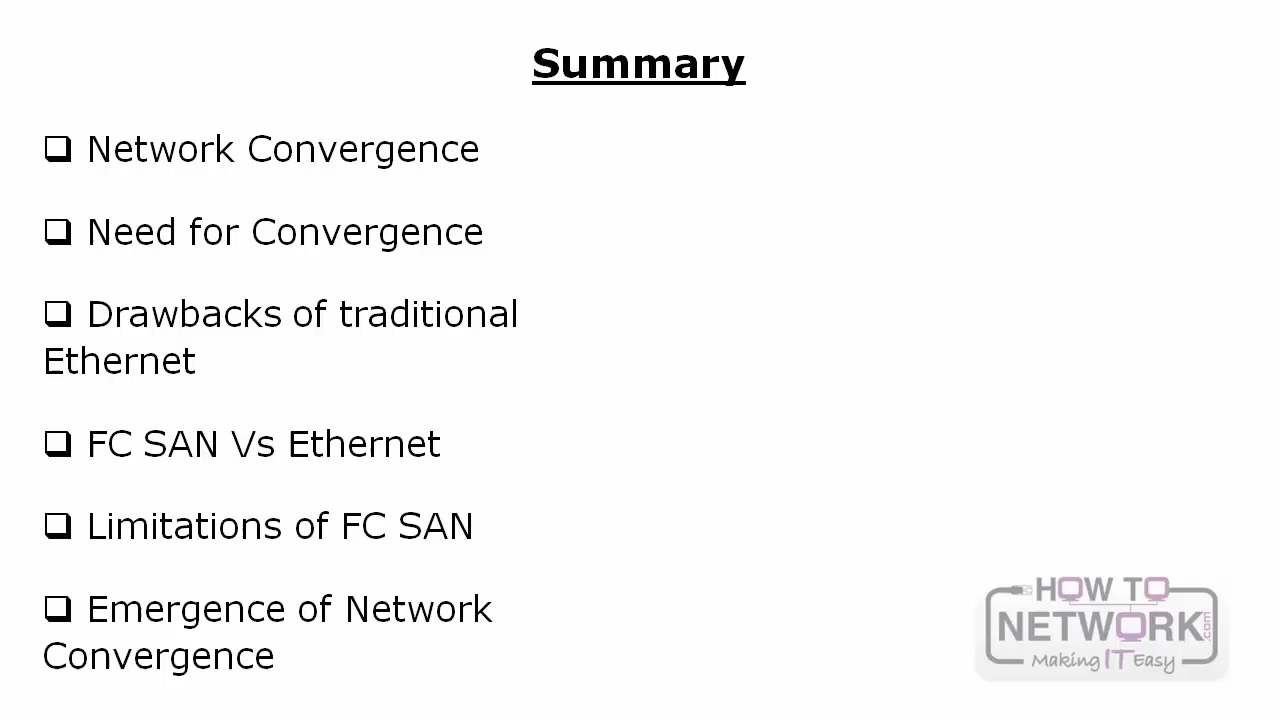 Summary
❑ Network Convergence
❑ Need for Convergence
❑ Drawbacks of traditional
Ethernet
❑ FC SAN Vs Ethernet
❑ Limitations of FC SAN
❑ Emergence of Network
Convergence
HOW TO
NETWORK.com
Making IT Easy